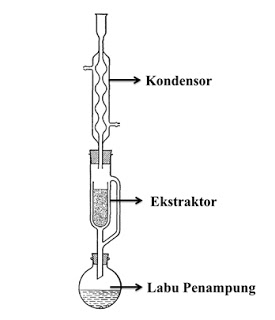 Kondensor
Ekstraktor
Labu Penampung